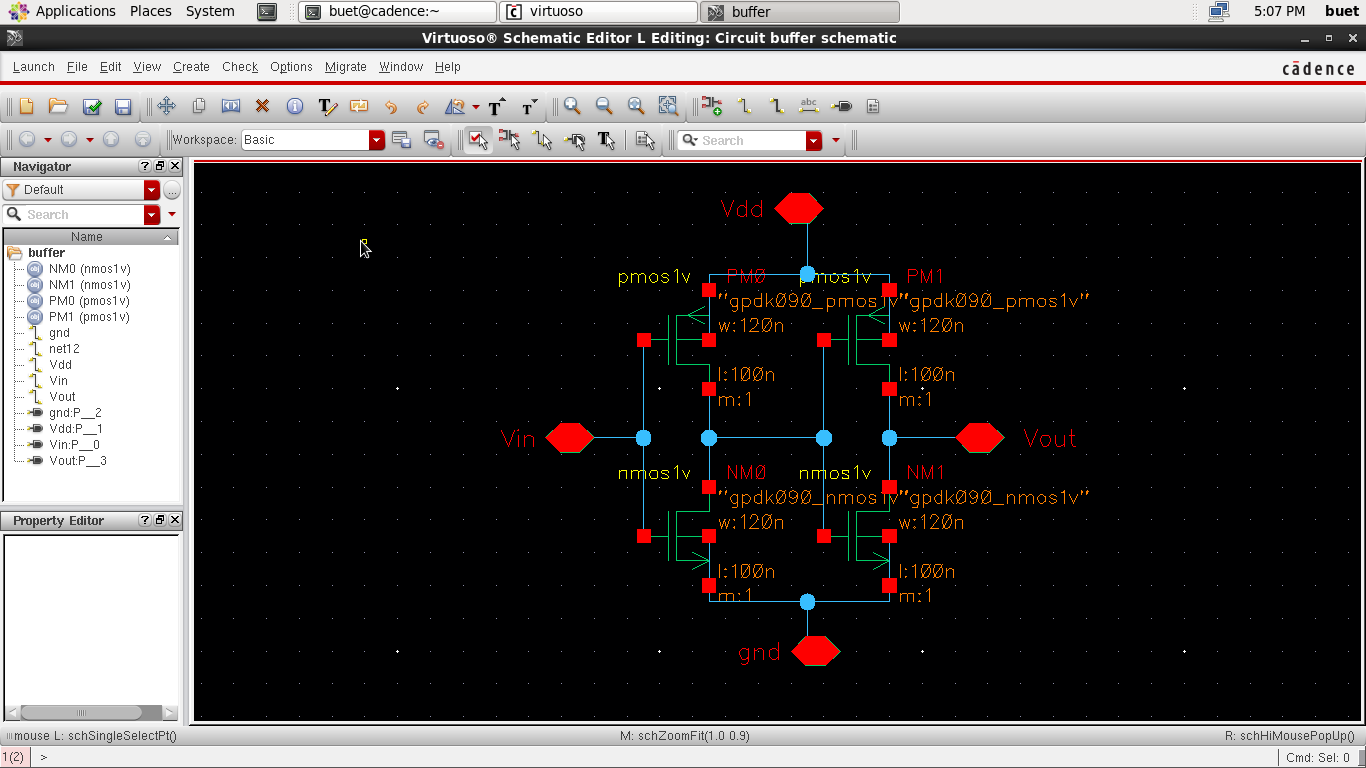 Applications Places System buet@cadence:~ virtuoso buffer 5:07 PM buet
Virtuoso® Schematic Editor L Editing: Circuit buffer schematic
Launch File Edit View Create Check Options Migrate Window Help cādence
Workspace: Basic Search
Navigator
Default
Search
Name
buffer
NM0 (nmos1v)
NM1 (nmos1v)
PM0 (pmos1v)
PM1 (pmos1v)
gnd
net12
Vdd
Vin
Vout
gnd:P__2
Vdd:P__1
Vin:P__0
Vout:P__3
Property Editor
Vdd
pmos1v PM0 pmos1v PM1
"gpdk090_pmos1v" "gpdk090_pmos1v"
w:120n w:120n
l:100n l:100n
m:1 m:1
Vin Vout
nmos1v NM0 nmos1v NM1
"gpdk090_nmos1v" "gpdk090_nmos1v"
w:120n w:120n
l:100n l:100n
m:1 m:1
gnd
mouse L: schSingleSelectPt() M: schZoomFit(1.0 0.9) R: schHiMousePopUp()
1(2) > Cmd: Sel: 0